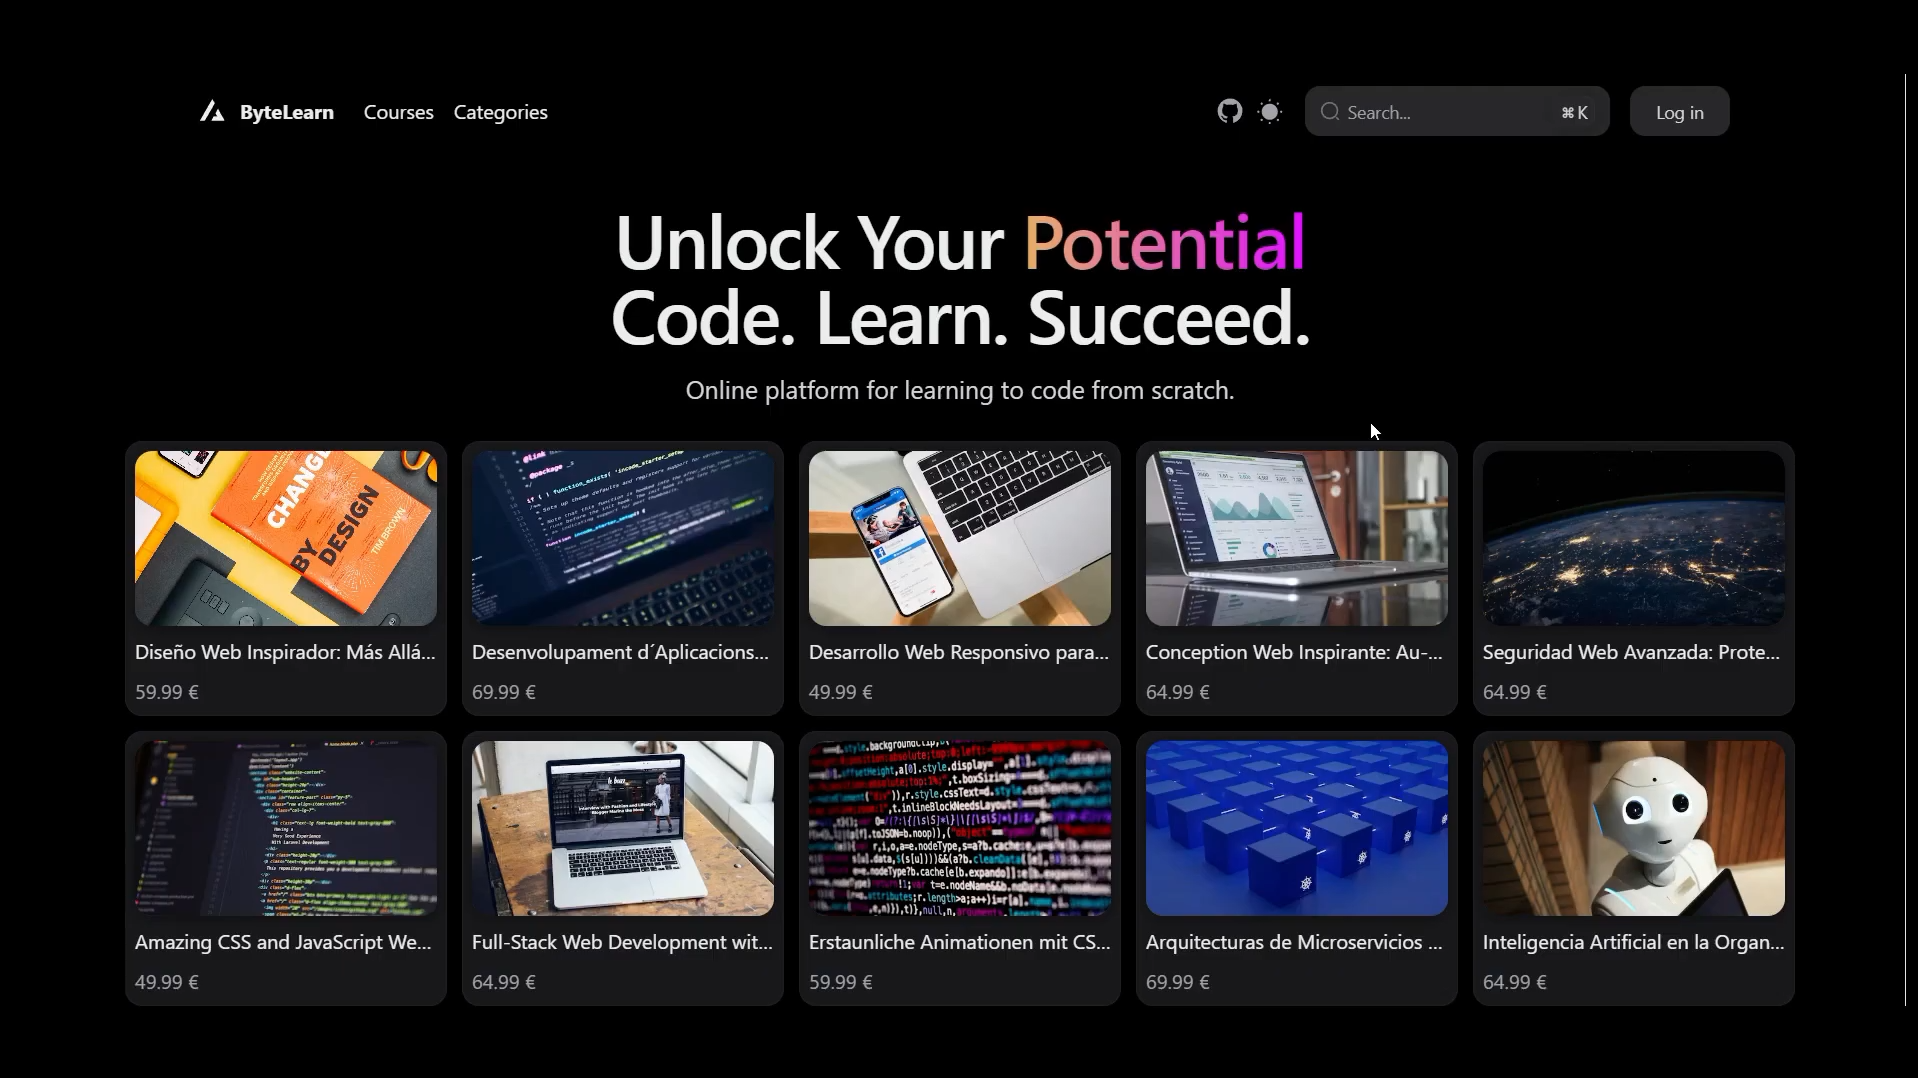 ByteLearn
Courses
Categories
Search...
⌘K
Log in
Unlock Your Potential
Code. Learn. Succeed.
Online platform for learning to code from scratch.
CHANGE
BY DESIGN
TIM BROWN
Diseño Web Inspirador: Más Allá...
59.99 €
Desenvolupament d´Aplicacions...
69.99 €
Desarrollo Web Responsivo para...
49.99 €
Conception Web Inspirante: Au-...
64.99 €
Seguridad Web Avanzada: Prote...
64.99 €
Amazing CSS and JavaScript We...
49.99 €
Full-Stack Web Development wit...
64.99 €
Erstaunliche Animationen mit CS...
59.99 €
Arquitecturas de Microservicios ...
69.99 €
Inteligencia Artificial en la Organ...
64.99 €